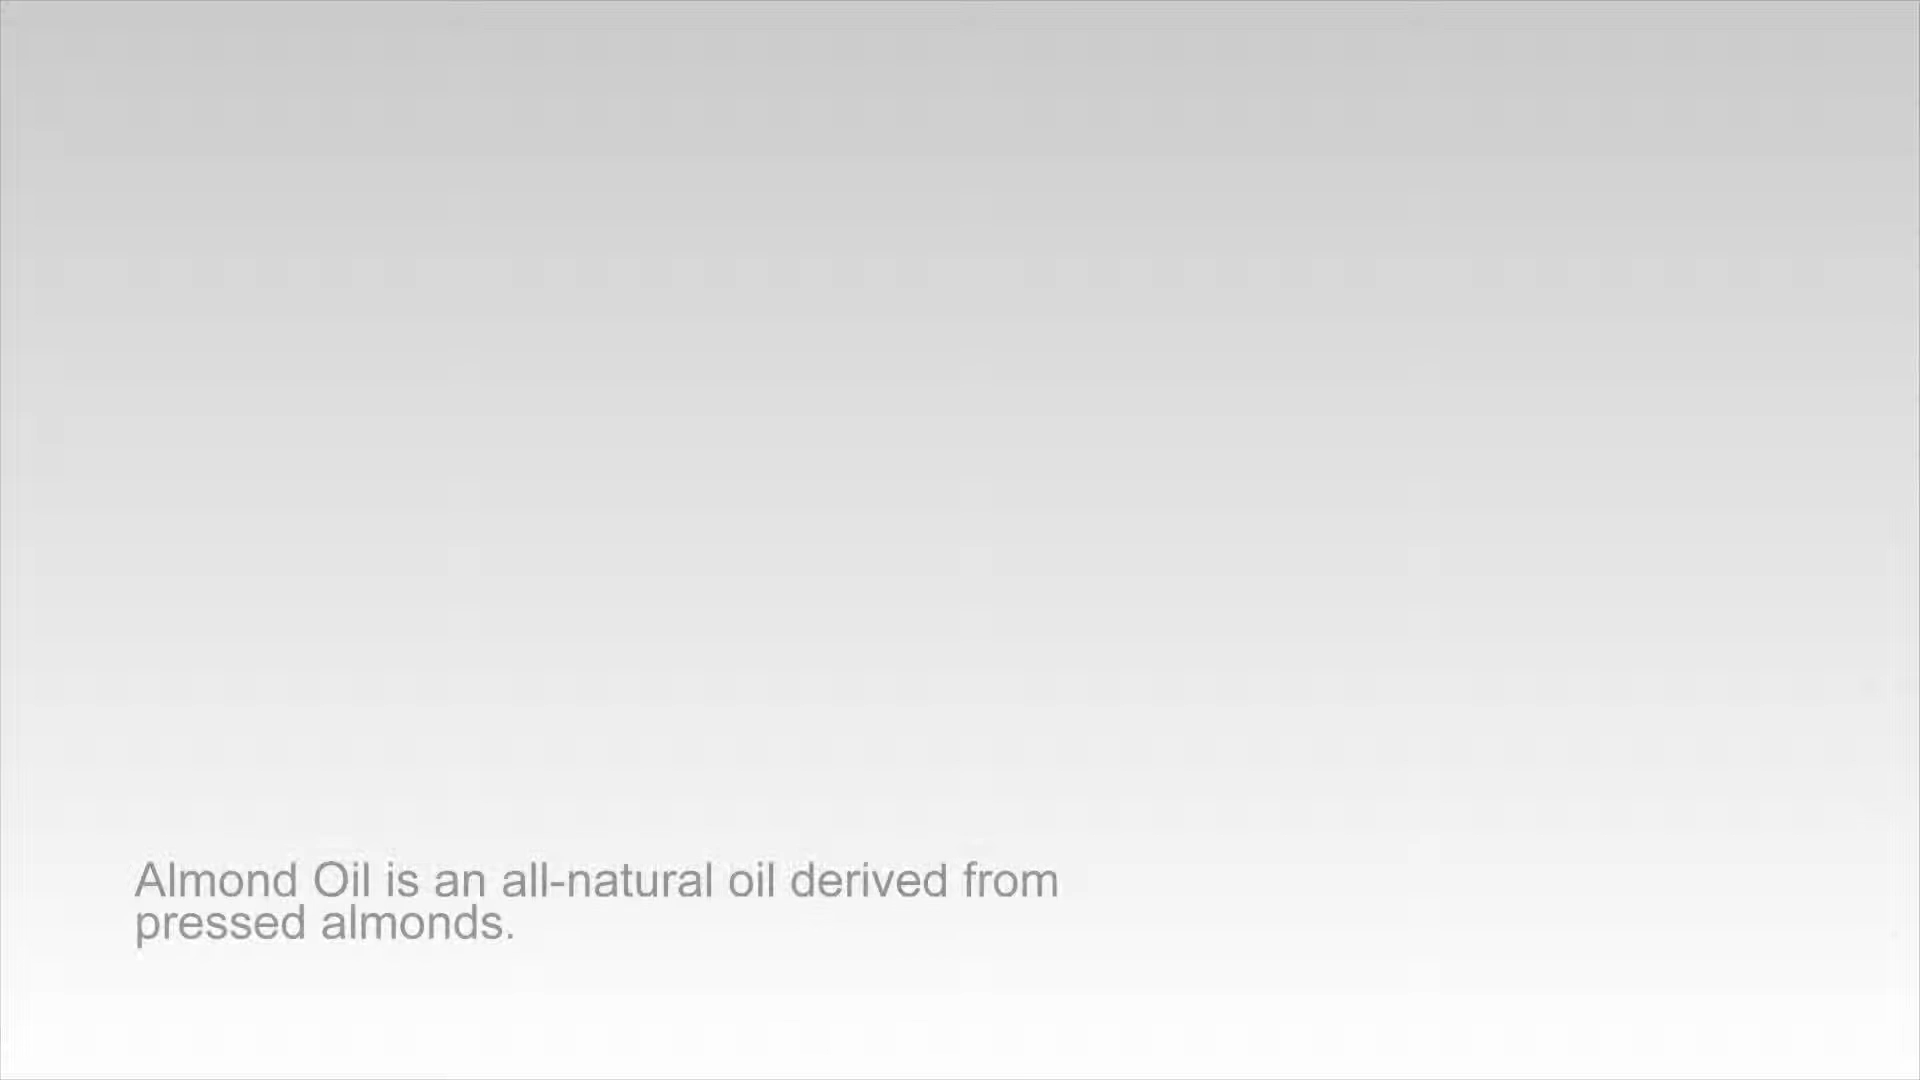 Almond Oil is an all-natural oil derived from
pressed almonds.